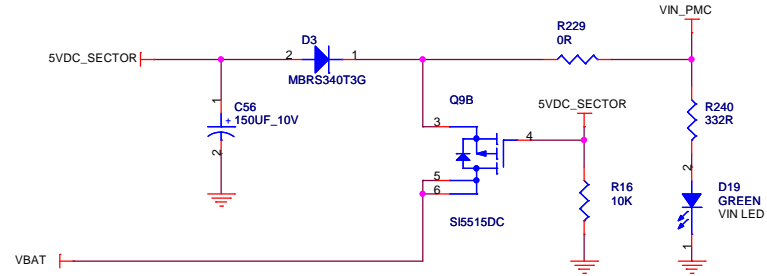 VIN_PMC
R229
0R
D3
5VDC_SECTOR
2
1
MBRS340T3G
Q9B
5VDC_SECTOR
1
C56
+
150UF_10V
2
3
4
R240
332R
5
6
R16
10K
2
D19
GREEN
VIN LED
SI5515DC
1
VBAT